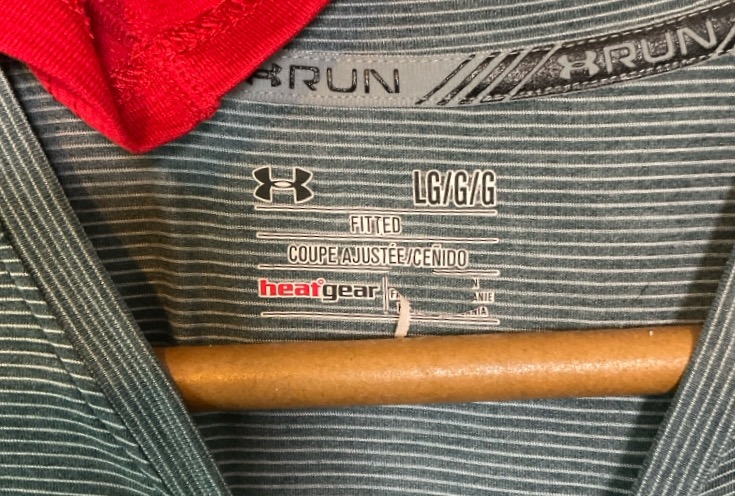 RUN
RUN
LG/G/G
FITTED
COUPE AJUSTÉE/CEÑIDO
heatgear